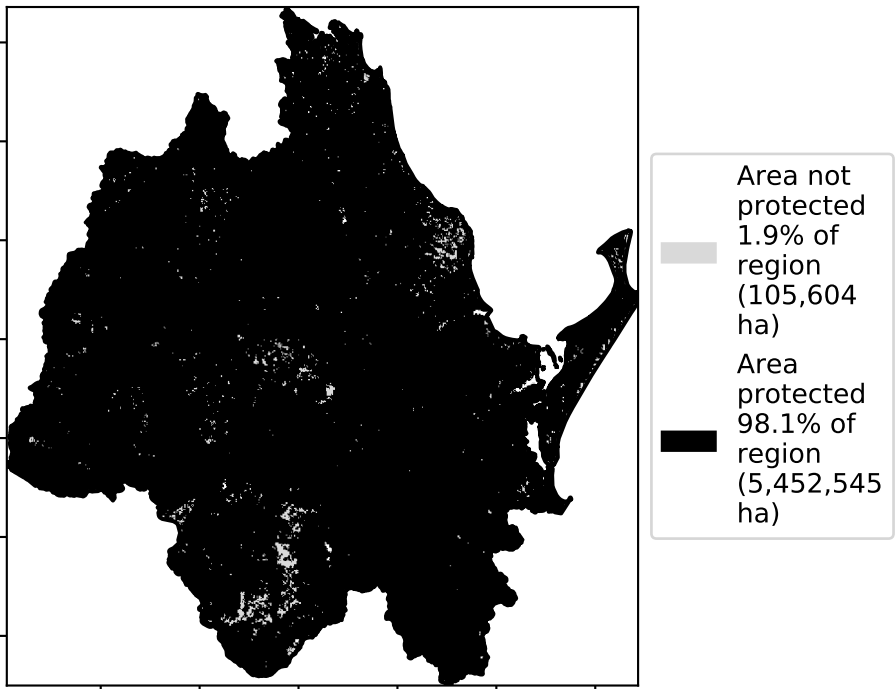 Area not
protected
1.9% of
region
(105,604
ha)
Area
protected
98.1% of
region
(5,452,545
ha)